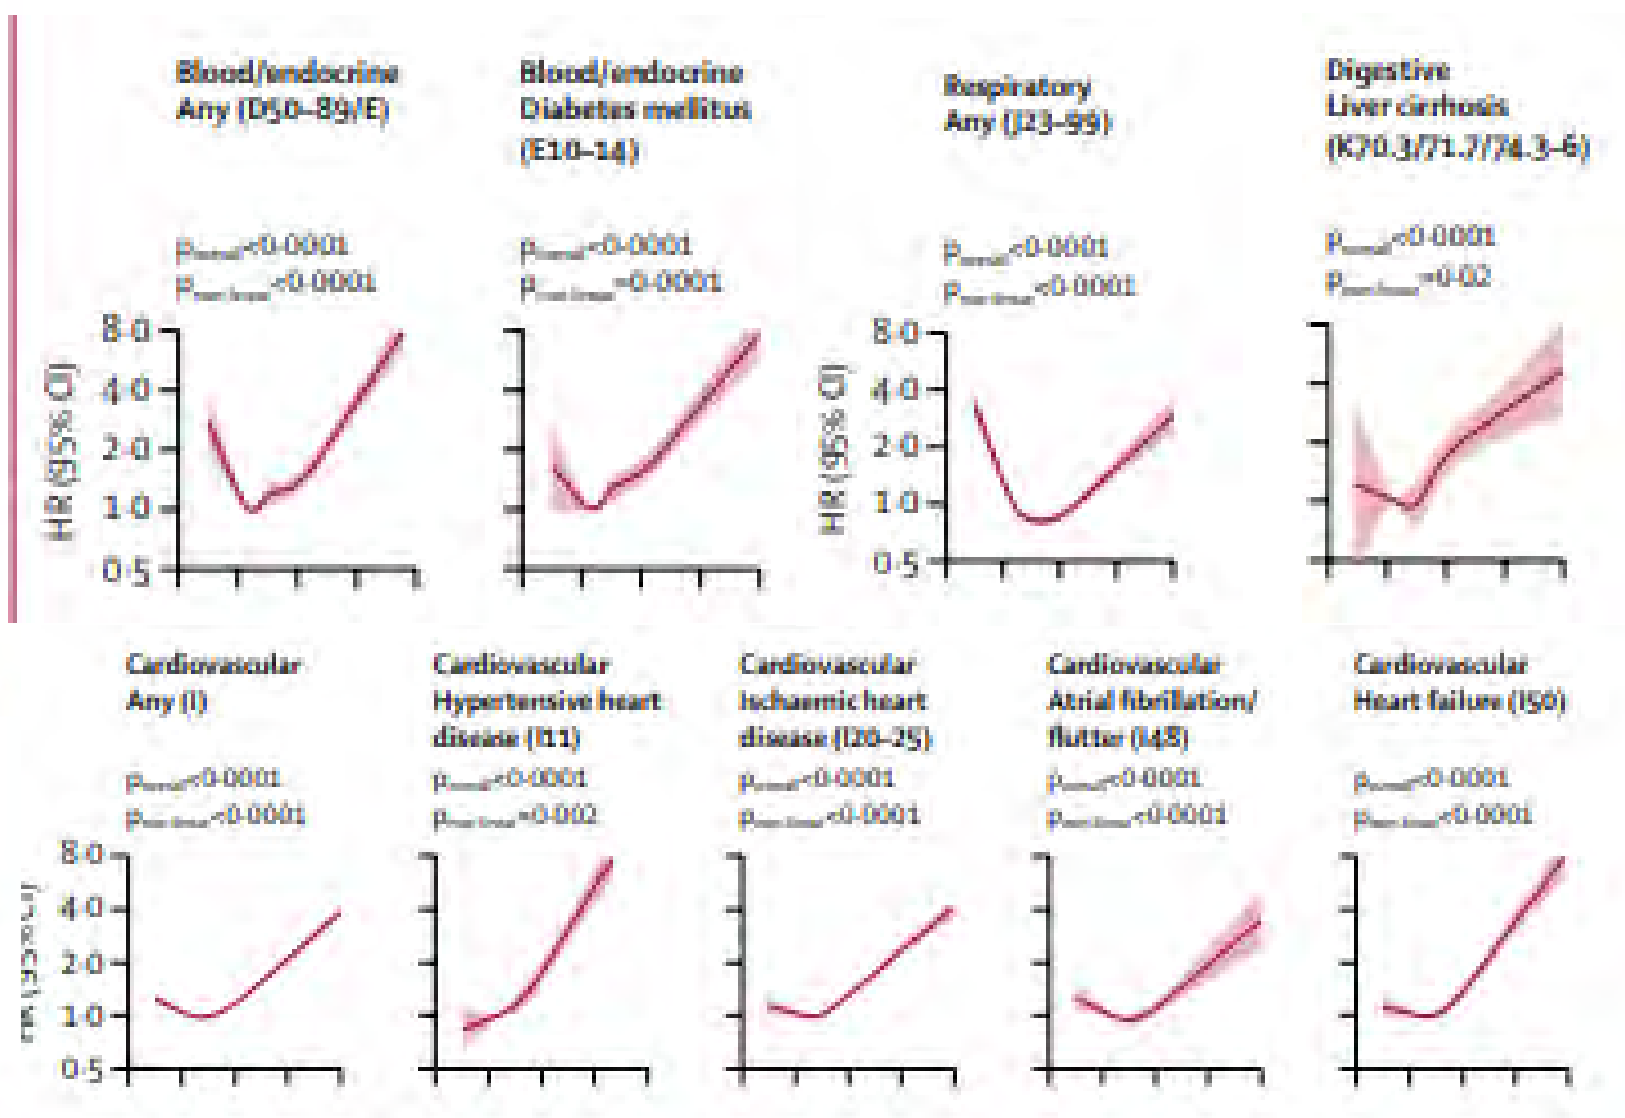 Blood/endocrine
Any (D50–89/E)
Blood/endocrine
Diabetes mellitus
(E10–14)
Respiratory
Any (J23–99)
Digestive
Liver cirrhosis
(K70.3/71.7/74.3–6)
p<0·0001
p<0·0001
p<0·0001
p=0·0001
p<0·0001
p<0·0001
p<0·0001
p=0·02
HR (95% CI)
8·0
4·0
2·0
1·0
0·5
HR (95% CI)
8·0
4·0
2·0
1·0
0·5
Cardiovascular
Any (I)
Cardiovascular
Hypertensive heart
disease (I11)
Cardiovascular
Ischaemic heart
disease (I20–25)
Cardiovascular
Atrial fibrillation/
flutter (I48)
Cardiovascular
Heart failure (I50)
p<0·0001
p<0·0001
p<0·0001
p=0·002
p<0·0001
p<0·0001
p<0·0001
p<0·0001
p<0·0001
p<0·0001
8·0
4·0
2·0
1·0
0·5